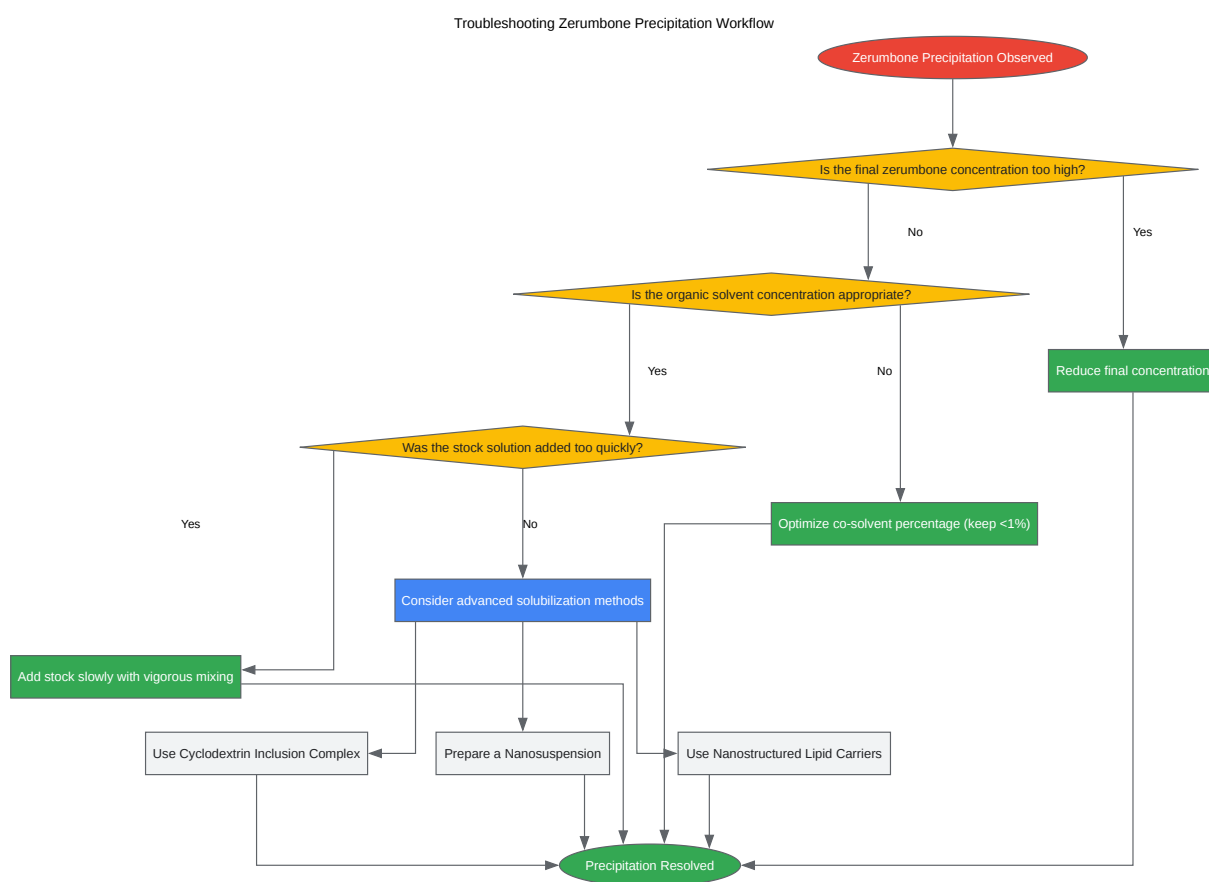 Troubleshooting Zerumbone Precipitation Workflow
Zerumbone Precipitation Observed
Is the final zerumbone concentration too high?
No
Yes
Is the organic solvent concentration appropriate?
Yes
No
Reduce final concentration
Was the stock solution added too quickly?
Yes
No
Optimize co-solvent percentage (keep <1%)
Consider advanced solubilization methods
Add stock slowly with vigorous mixing
Use Cyclodextrin Inclusion Complex
Prepare a Nanosuspension
Use Nanostructured Lipid Carriers
Precipitation Resolved